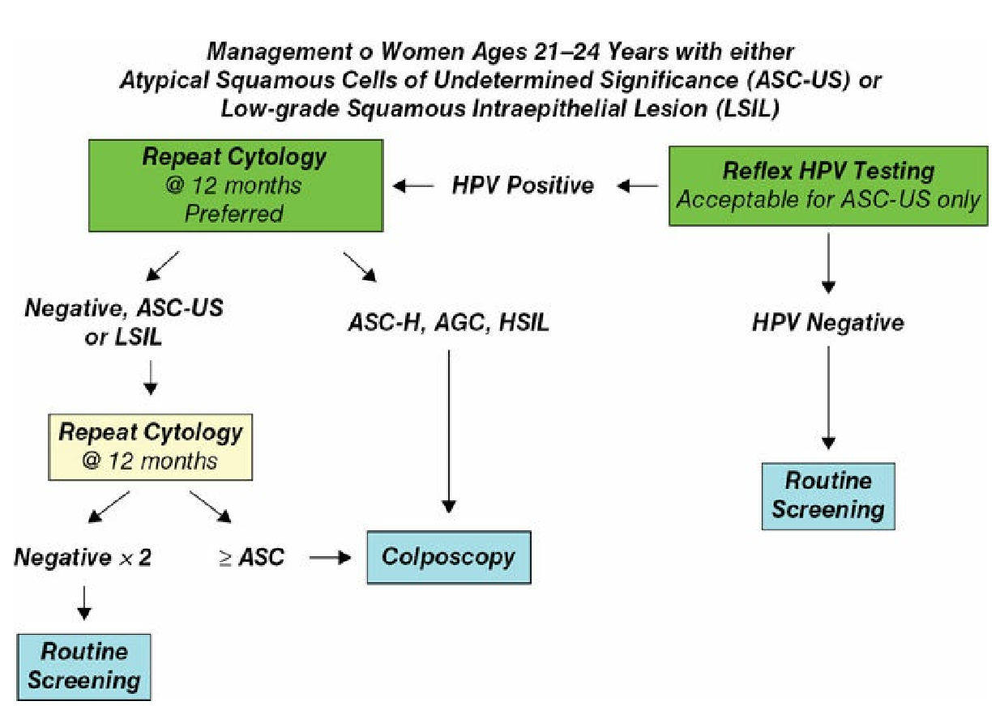 Management o Women Ages 21–24 Years with either
Atypical Squamous Cells of Undetermined Significance (ASC-US) or
Low-grade Squamous Intraepithelial Lesion (LSIL)
Repeat Cytology
@ 12 months
Preferred
HPV Positive
Reflex HPV Testing
Acceptable for ASC-US only
Negative, ASC-US
or LSIL
ASC-H, AGC, HSIL
HPV Negative
Repeat Cytology
@ 12 months
Routine
Screening
Negative × 2
≥ ASC
Colposcopy
Routine
Screening